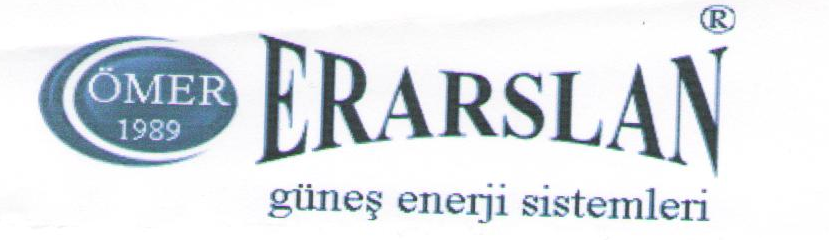 ÖMER
1989
ERARSLAN®
güneş enerji sistemleri